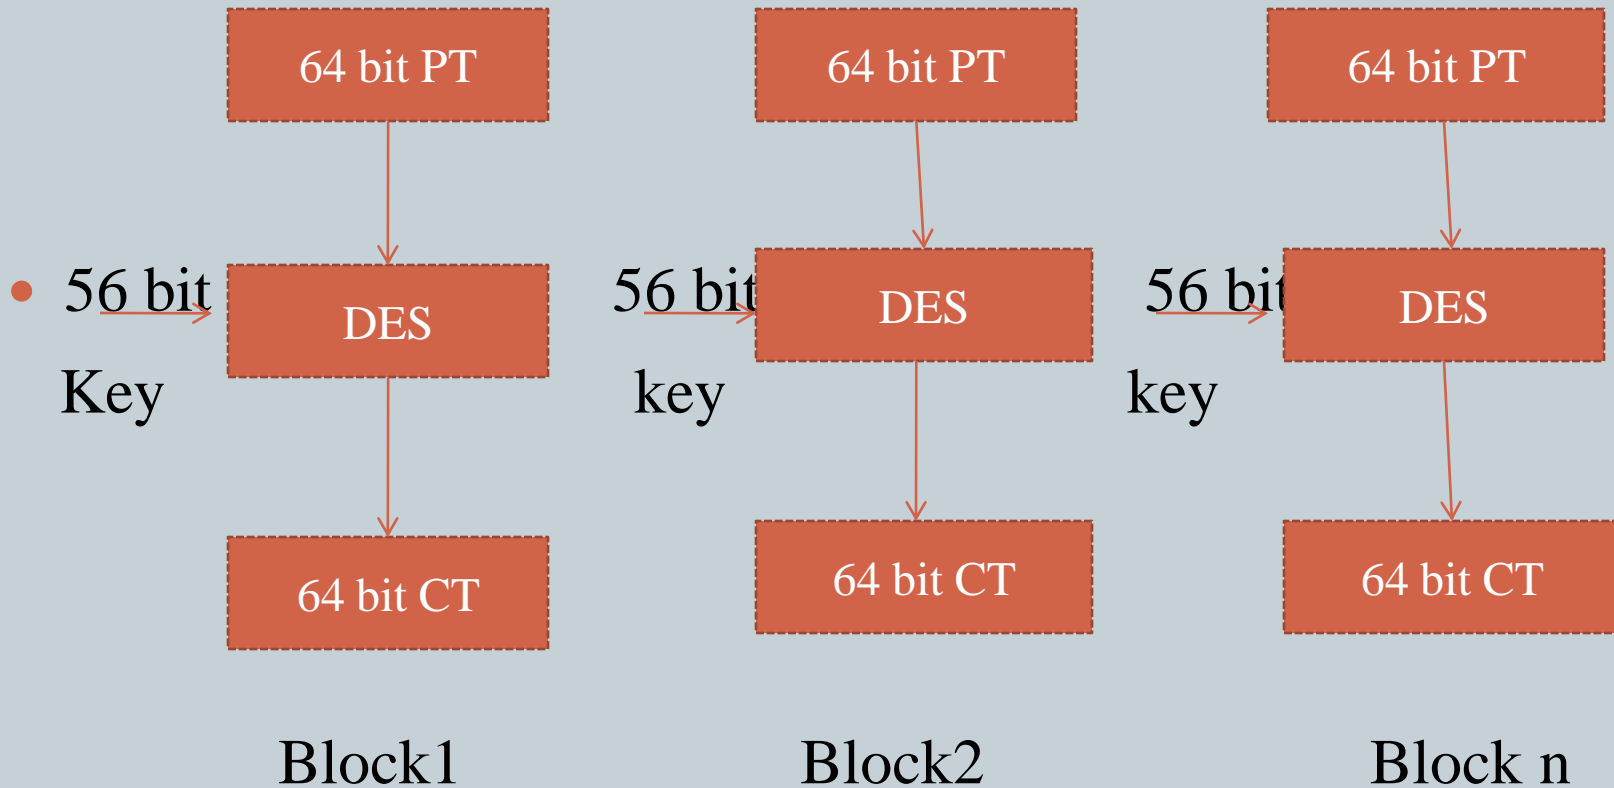 64 bit PT
64 bit PT
64 bit PT
56 bit
DES
56 bit
DES
56 bit
DES
Key
key
key
64 bit CT
64 bit CT
64 bit CT
Block1
Block2
Block n